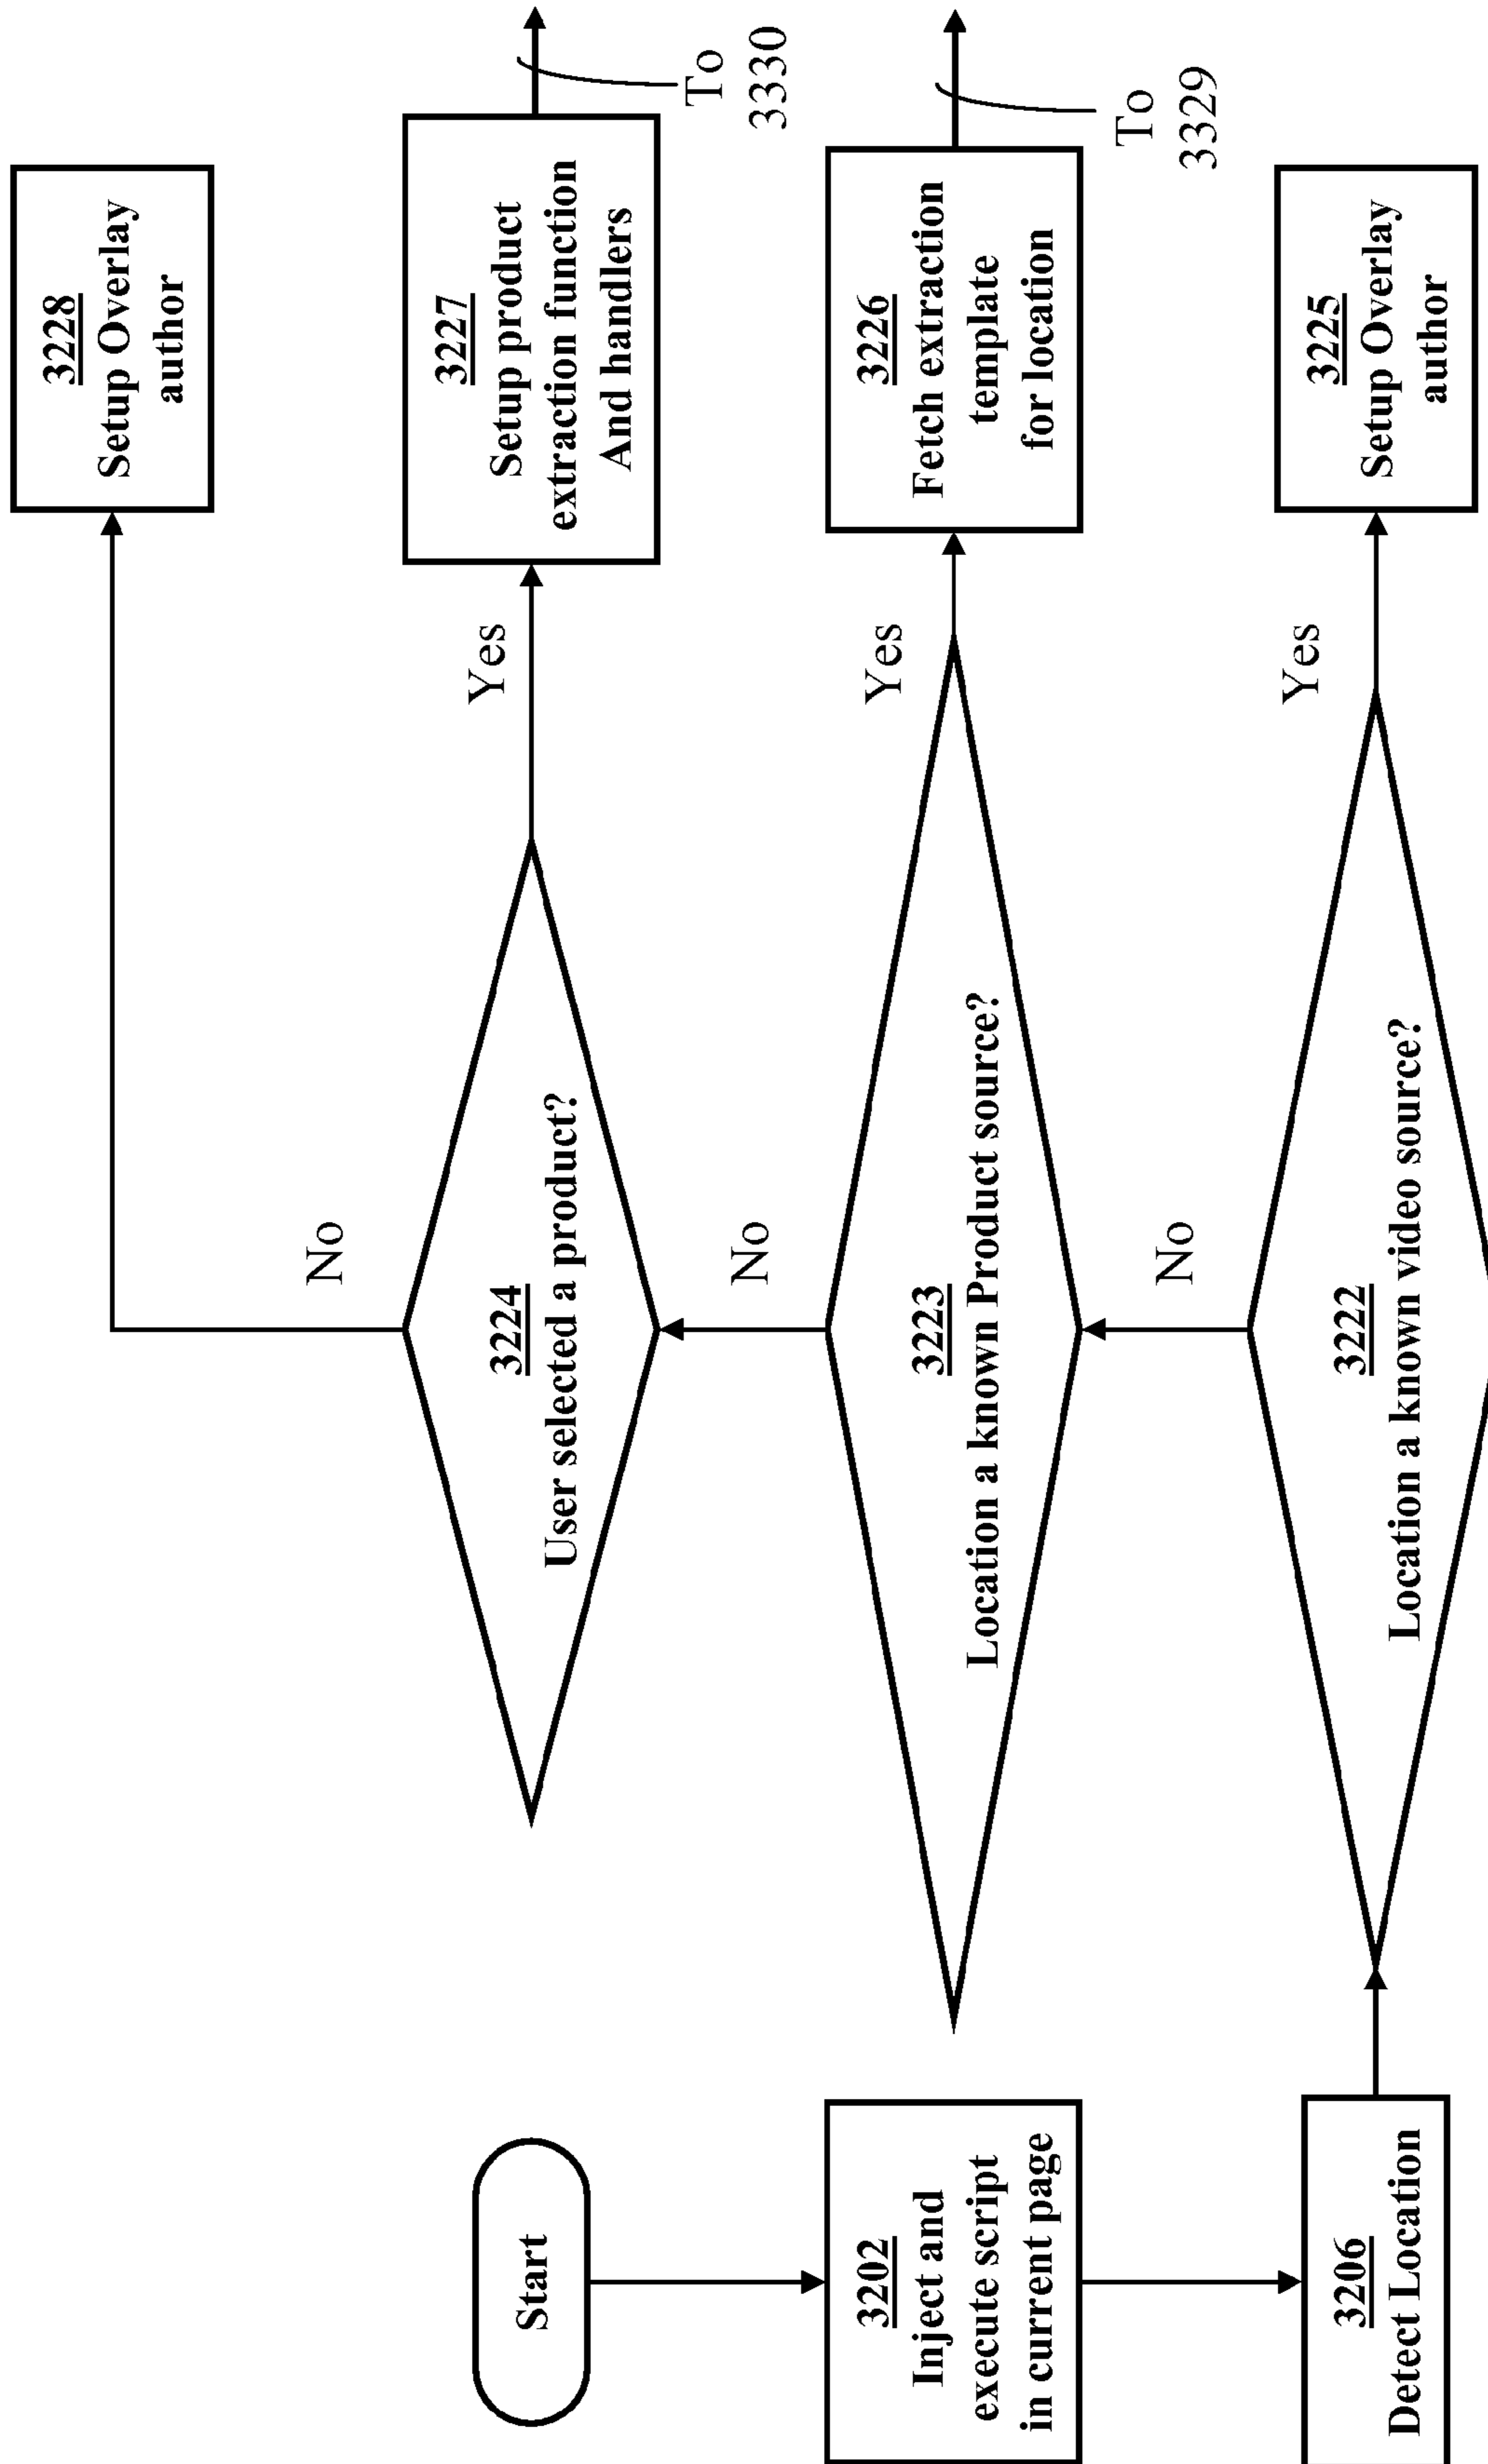 Start
3202
Inject and
execute script
in current page
3206
Detect Location
3222
Location a known video source?
Yes
3225
Setup Overlay
author
No
3223
Location a known Product source?
Yes
3226
Fetch extraction
template
for location
To
3329
No
3224
User selected a product?
Yes
3227
Setup product
extraction function
And handlers
To
3330
No
3228
Setup Overlay
author